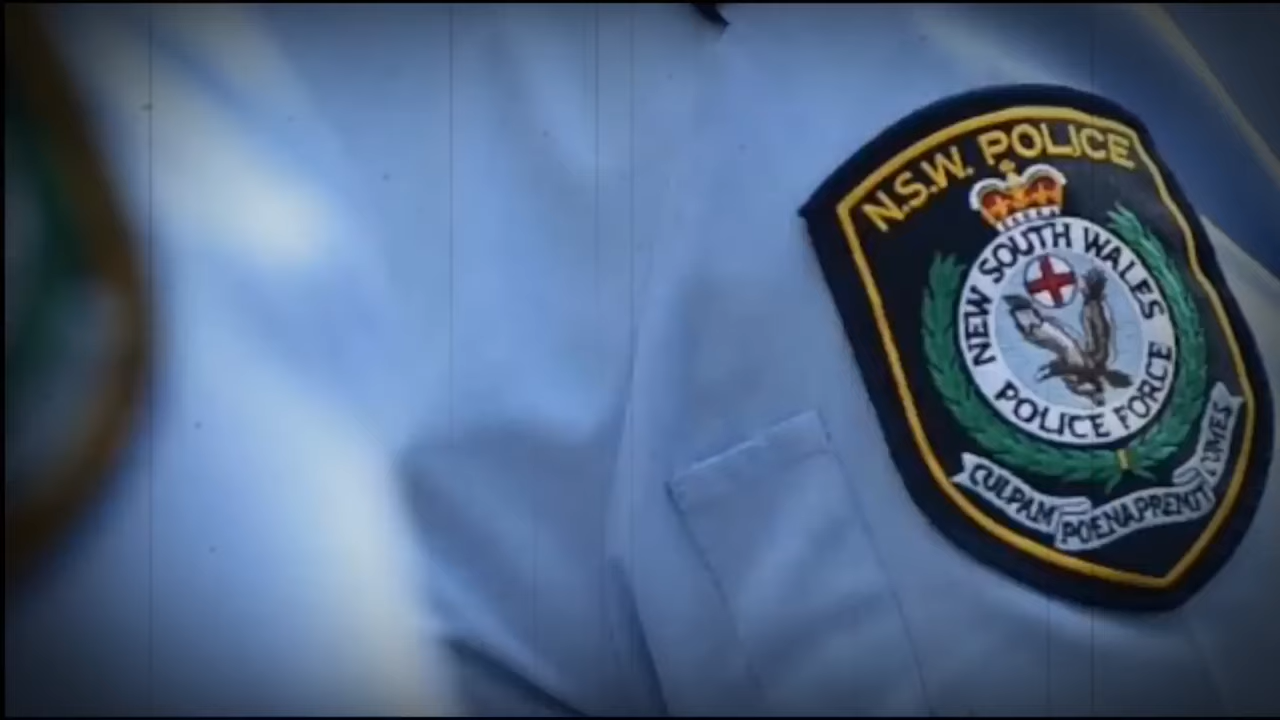 N.S.W. POLICE
NEW SOUTH WALES
POLICE FORCE
CULPAM POENA PREMIT COMES